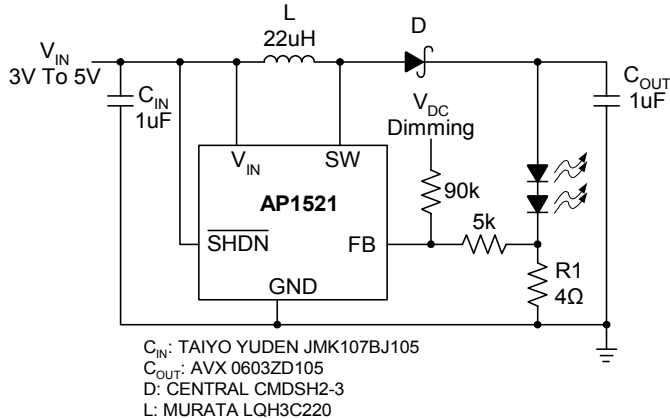 L
22uH
D
V_IN
3V To 5V
C_IN
1uF
C_OUT
1uF
V_DC
Dimming
V_IN
SW
AP1521
90k
5k
SHDN
FB
R1
4Ω
GND
C_IN: TAIYO YUDEN JMK107BJ105
C_OUT: AVX 0603ZD105
D: CENTRAL CMDSH2-3
L: MURATA LQH3C220